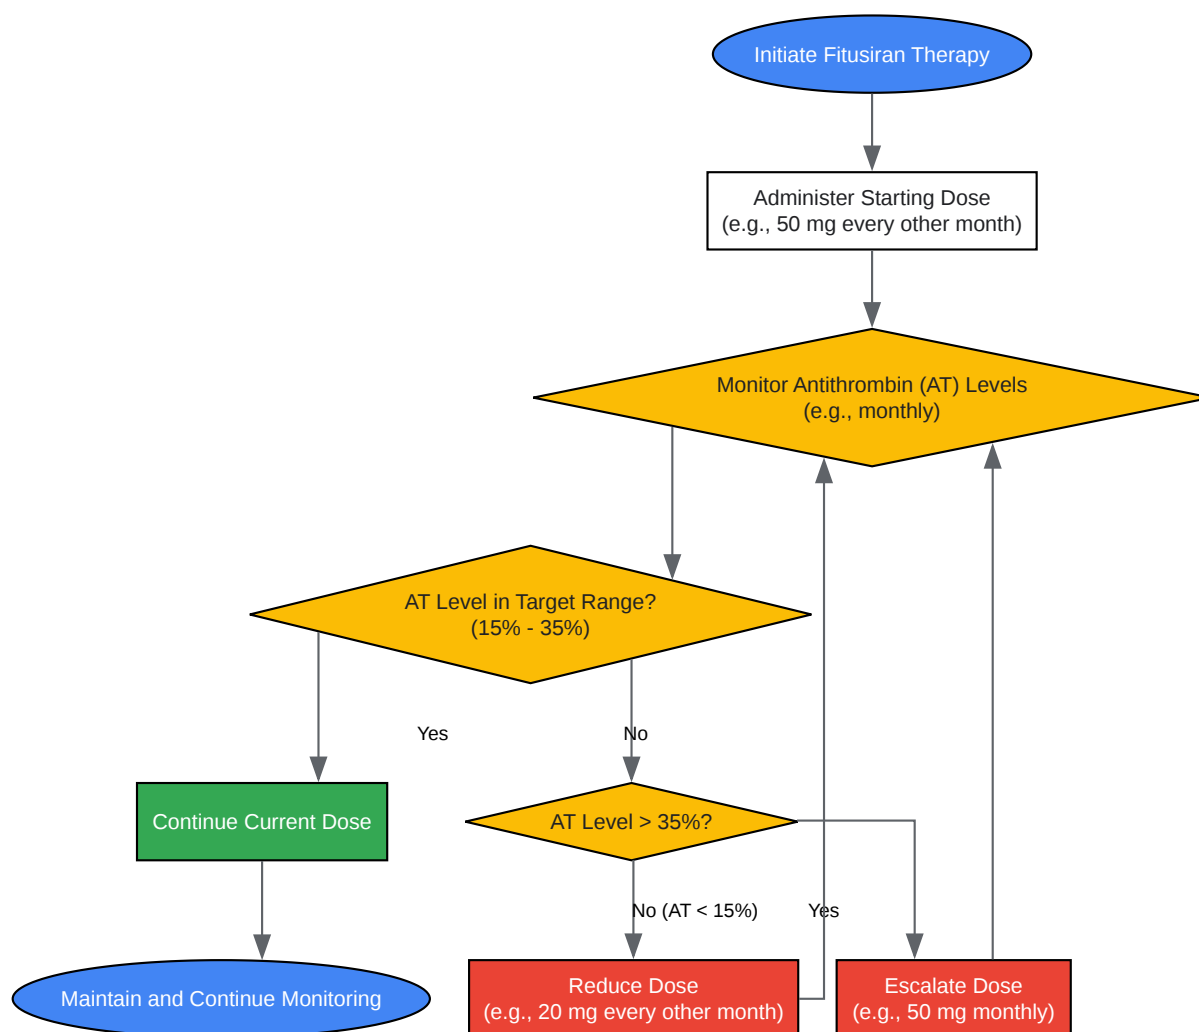 Initiate Fitusiran Therapy
Administer Starting Dose
(e.g., 50 mg every other month)
Monitor Antithrombin (AT) Levels
(e.g., monthly)
AT Level in Target Range?
(15% - 35%)
Yes
No
Continue Current Dose
AT Level > 35%?
No (AT < 15%)
Yes
Maintain and Continue Monitoring
Reduce Dose
(e.g., 20 mg every other month)
Escalate Dose
(e.g., 50 mg monthly)